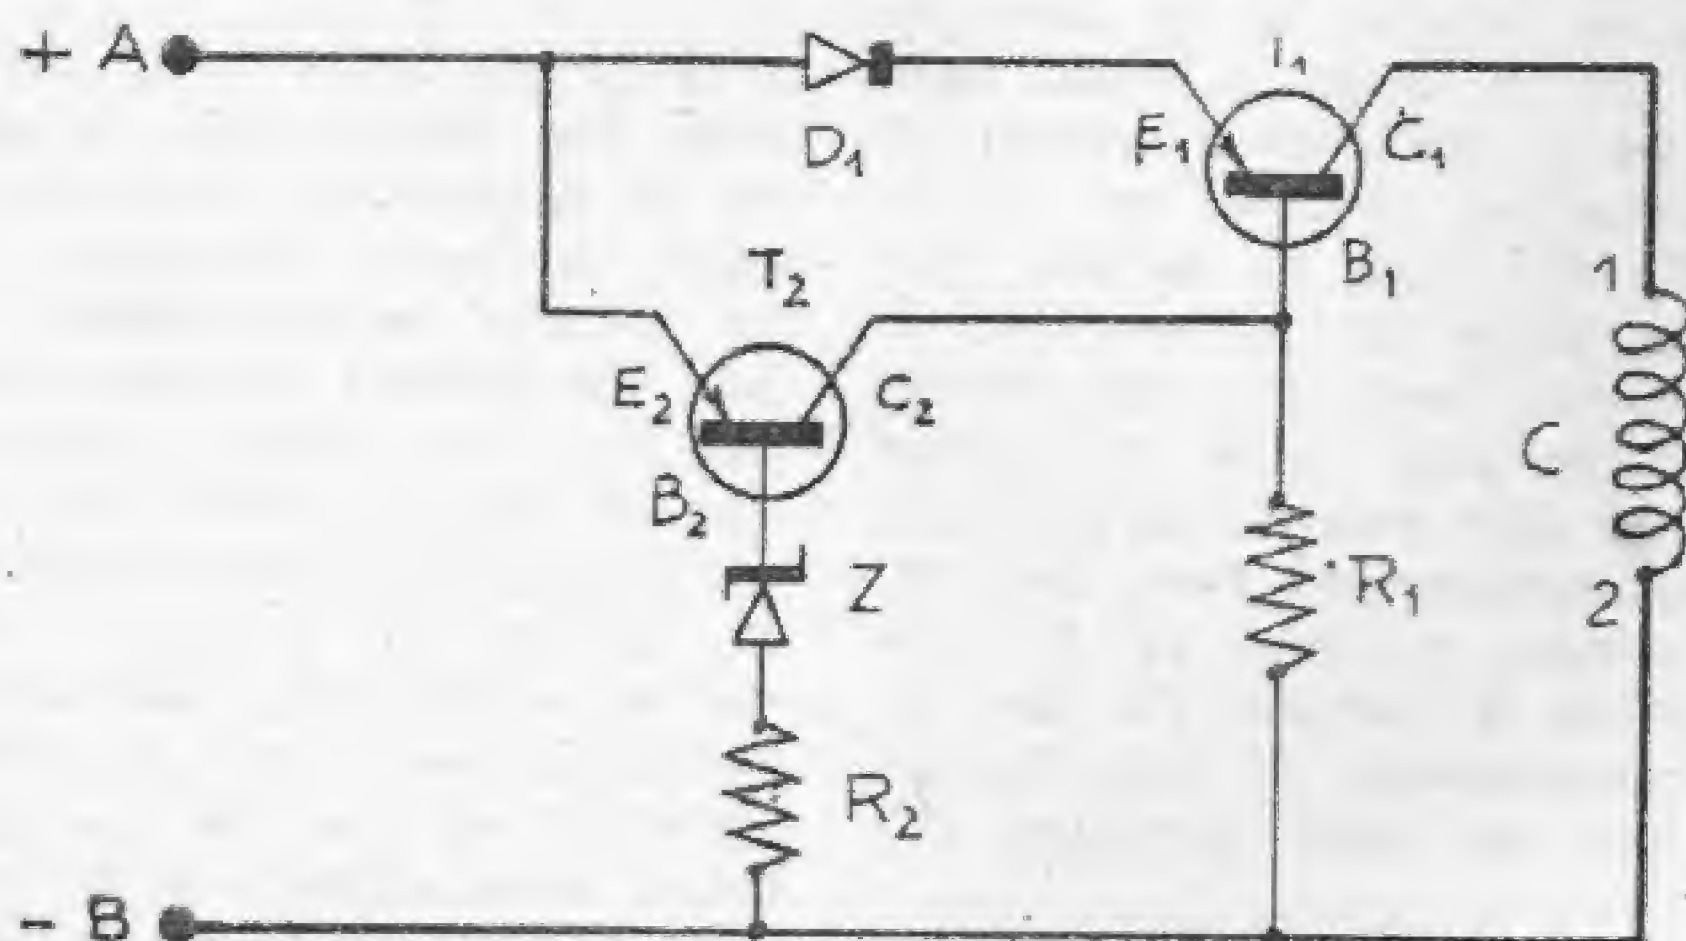 + A
D₁
T₁
E₁
C₁
B₁
T₂
E₂
C₂
B₂
Z
R₁
R₂
1
C
2
- B